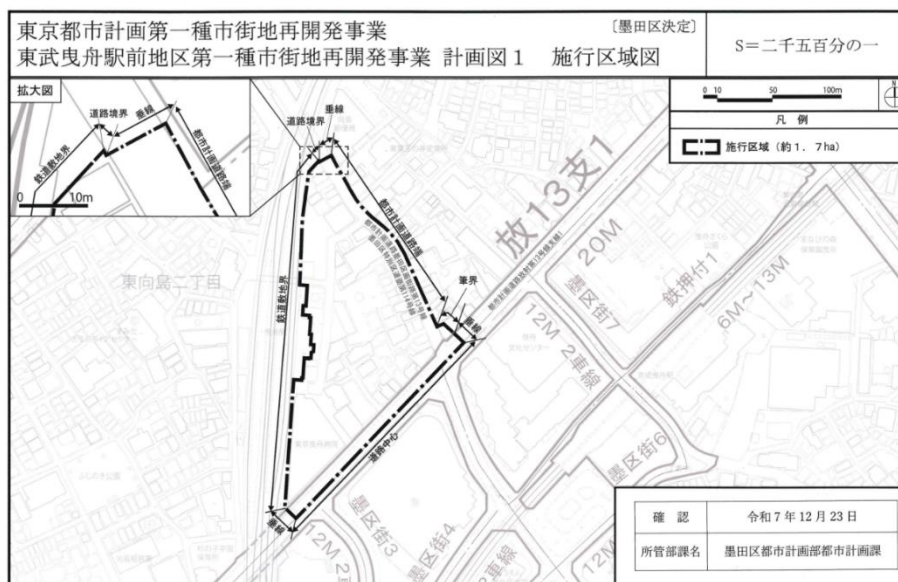 東京都市計画第一種市街地再開発事業
〔墨田区決定〕
東武曳舟駅前地区第一種市街地再開発事業 計画図1 施行区域図
S=二千五百分の一
拡大図
鉄道敷地界
道路境界
垂線
都市計画道路端
0 10m
道路境界
垂線
0 10 50 100m
N
凡例
施行区域（約1.7ha）
鉄道敷地界
都市計画道路端
筆界
垂線
道路中心
垂線
東向島二丁目
放13支1
20M
墨区街7
鉄押付1
6M～13M
12M 2車線
墨区街6
墨区街3
墨区街4
12M
12M
確認
令和7年12月23日
所管部課名
墨田区都市計画部都市計画課